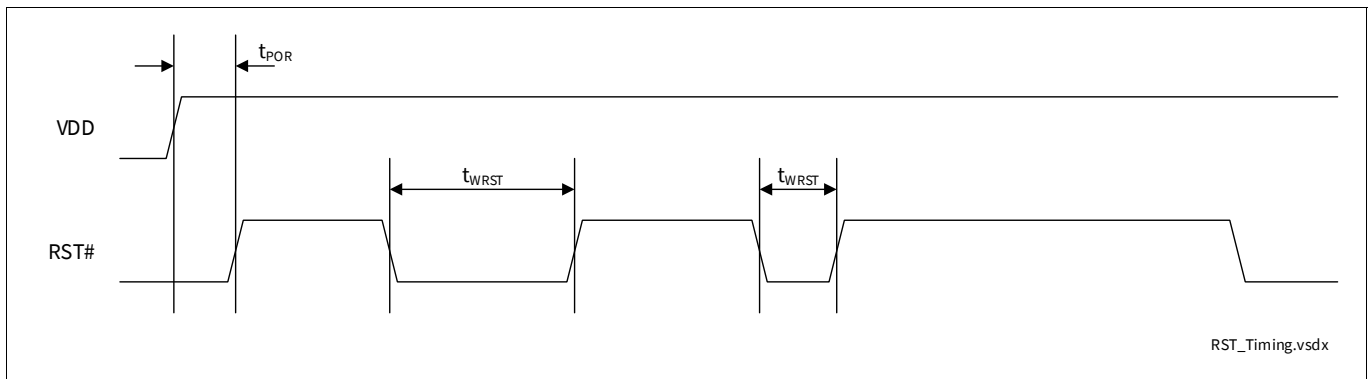 tPOR
VDD
tWRST
tWRST
RST#
RST_Timing.vsdx